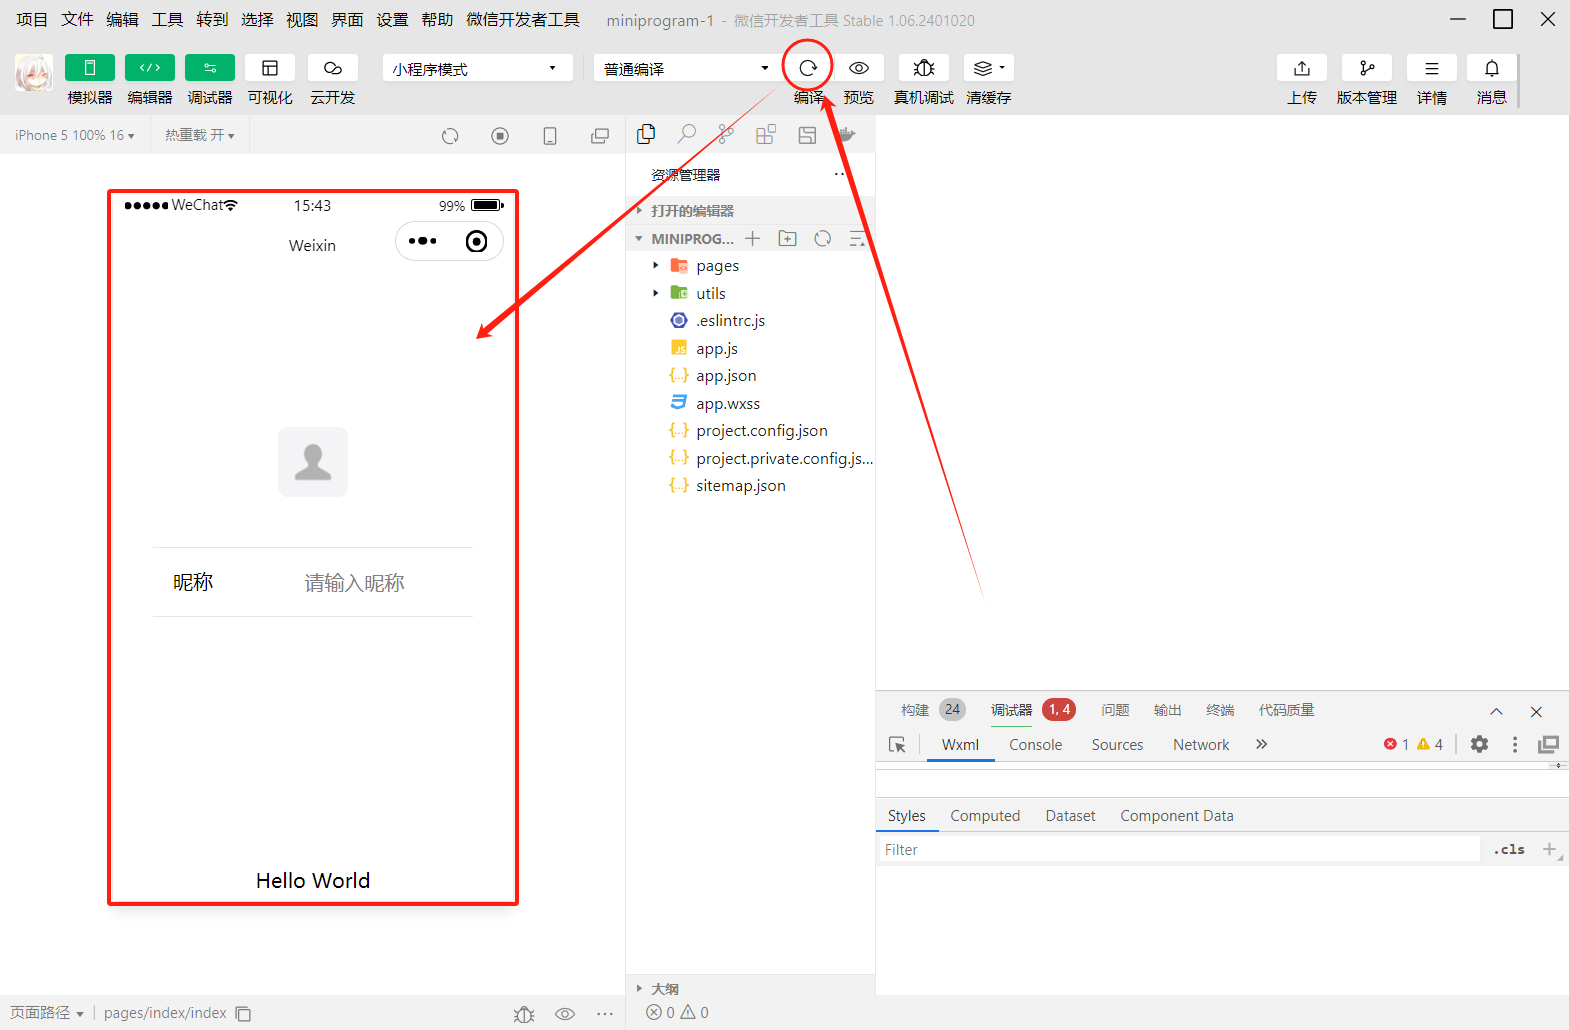 项目 文件 编辑 工具 转到 选择 视图 界面 设置 帮助 微信开发者工具 miniprogram-1 - 微信开发者工具 Stable 1.06.2401020
小程序模式 普通编译
模拟器 编辑器 调试器 可视化 云开发 编译 预览 真机调试 清缓存 上传 版本管理 详情 消息
iPhone 5 100% 16 热重载 开
资源管理器
打开的编辑器
MINIPROG...
pages
utils
.eslintrc.js
app.js
app.json
app.wxss
project.config.json
project.private.config.js...
sitemap.json
大纲
0 0
WeChat 15:43 99%
Weixin
昵称 请输入昵称
Hello World
页面路径 pages/index/index
构建 24 调试器 1, 4 问题 输出 终端 代码质量
Wxml Console Sources Network 1 4
Styles Computed Dataset Component Data
Filter .cls